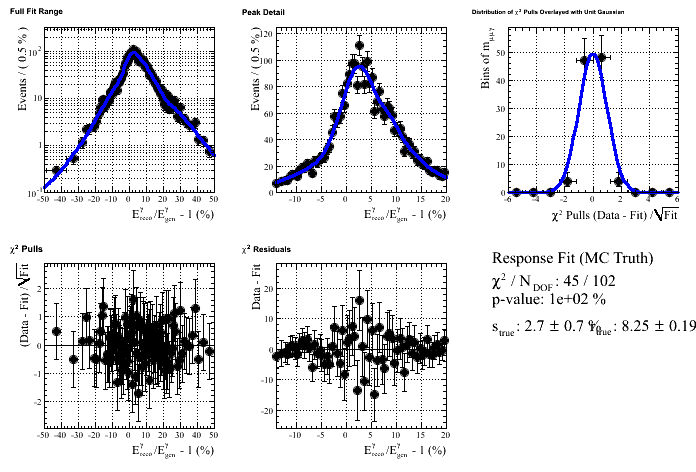 Full Fit Range
Events / ( 0.5 % )
10²
10
1
10⁻¹
-50 -40 -30 -20 -10 0 10 20 30 40 50
E^γ_reco/E^γ_gen - 1 (%)
Peak Detail
Events / ( 0.5 % )
120
100
80
60
40
20
0
-10 -5 0 5 10 15 20
E^γ_reco/E^γ_gen - 1 (%)
Distribution of χ² Pulls Overlayed with Unit Gaussian
Bins of m_μμγ
50
40
30
20
10
0
-6 -4 -2 0 2 4 6
χ² Pulls (Data - Fit) /√Fit
χ² Pulls
(Data - Fit) /√Fit
2
1
0
-1
-2
-50 -40 -30 -20 -10 0 10 20 30 40 50
E^γ_reco/E^γ_gen - 1 (%)
χ² Residuals
Data - Fit
20
10
0
-10
-20
-10 -5 0 5 10 15 20
E^γ_reco/E^γ_gen - 1 (%)
Response Fit (MC Truth)
χ² / N_DOF : 45 / 102
p-value: 1e+02 %
s_true : 2.7 ± 0.7 %
true : 8.25 ± 0.19